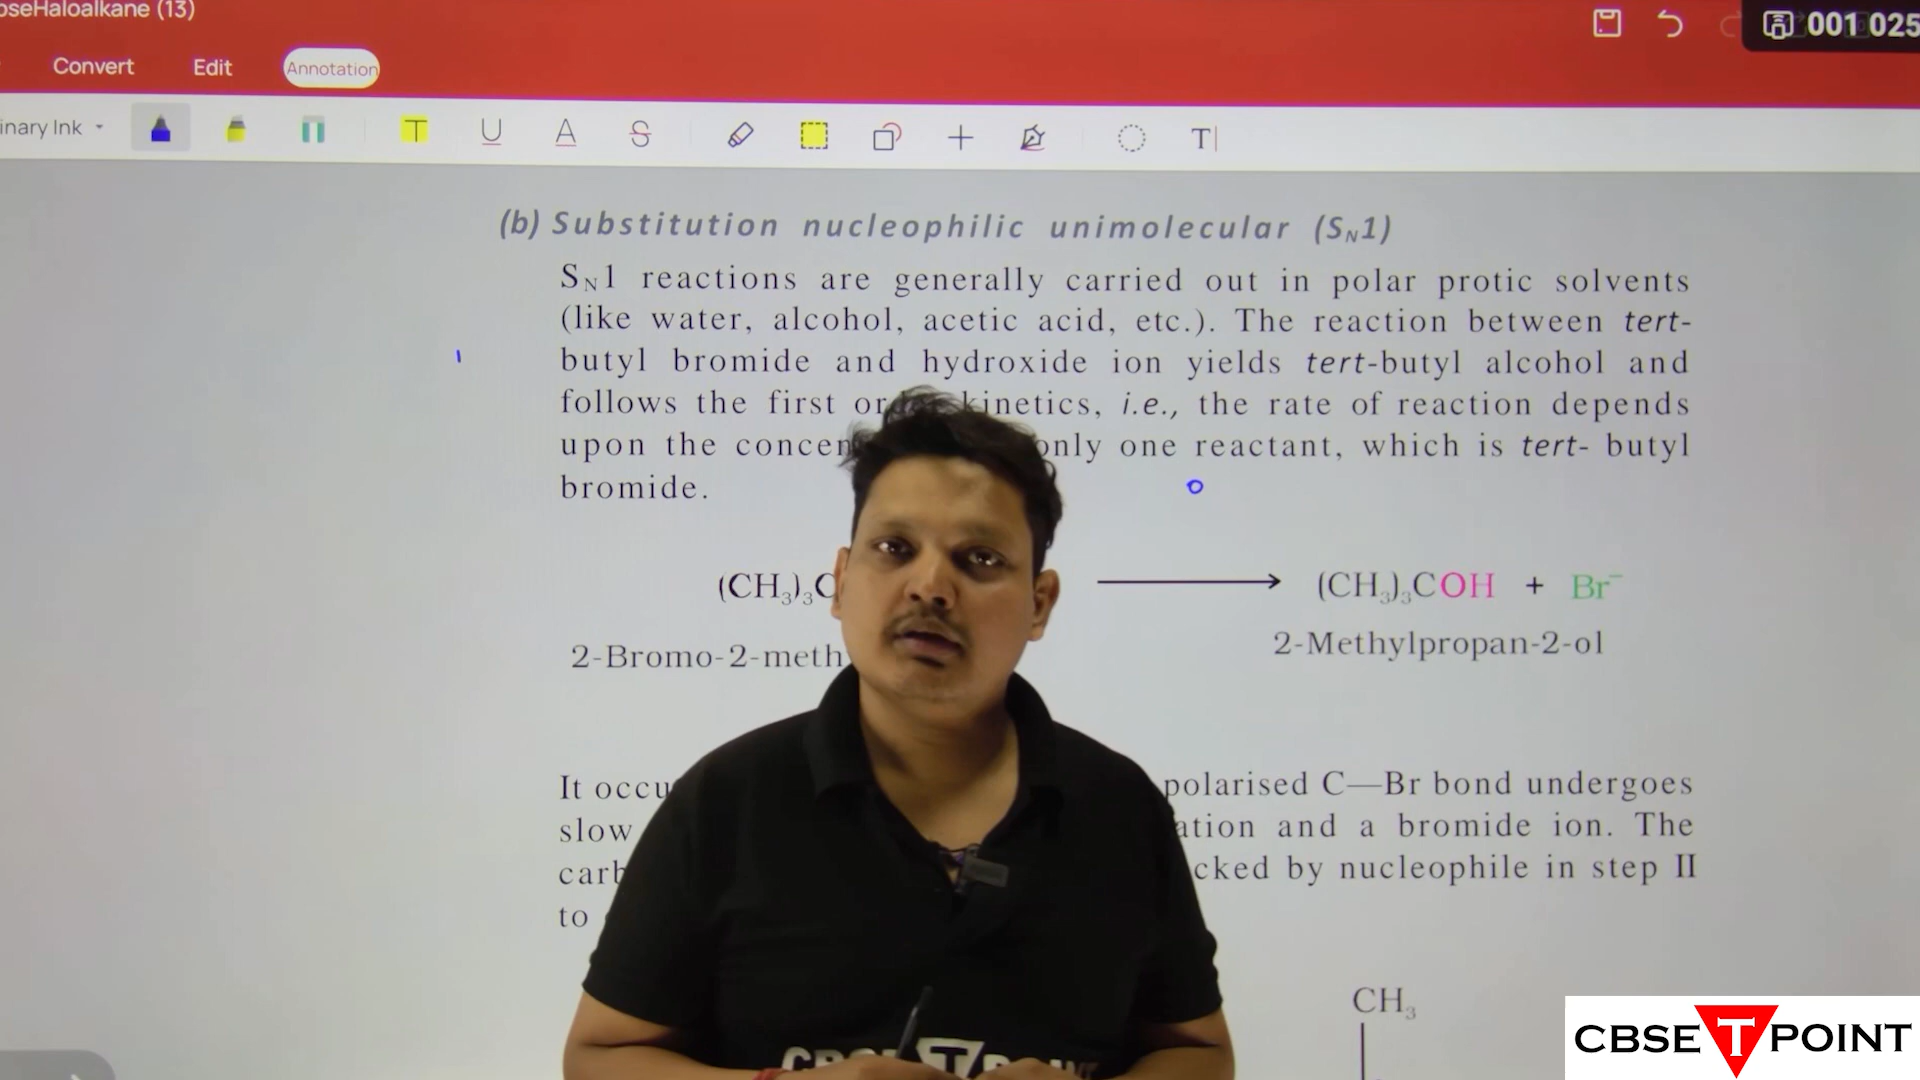 oseHaloalkane (13)
001 025
Convert Edit Annotation
inary Ink
(b) Substitution nucleophilic unimolecular (SN1)
SN1 reactions are generally carried out in polar protic solvents
(like water, alcohol, acetic acid, etc.). The reaction between tert-
butyl bromide and hydroxide ion yields tert-butyl alcohol and
follows the first kinetics, i.e., the rate of reaction depends
upon the only one reactant, which is tert- butyl
bromide.
(CH3)3C → (CH3)3COH + Br⁻
2-Bromo-2-meth 2-Methylpropan-2-ol
It occu polarised C—Br bond undergoes
slow ation and a bromide ion. The
carb cked by nucleophile in step II
to
CH3
CBSE T POINT